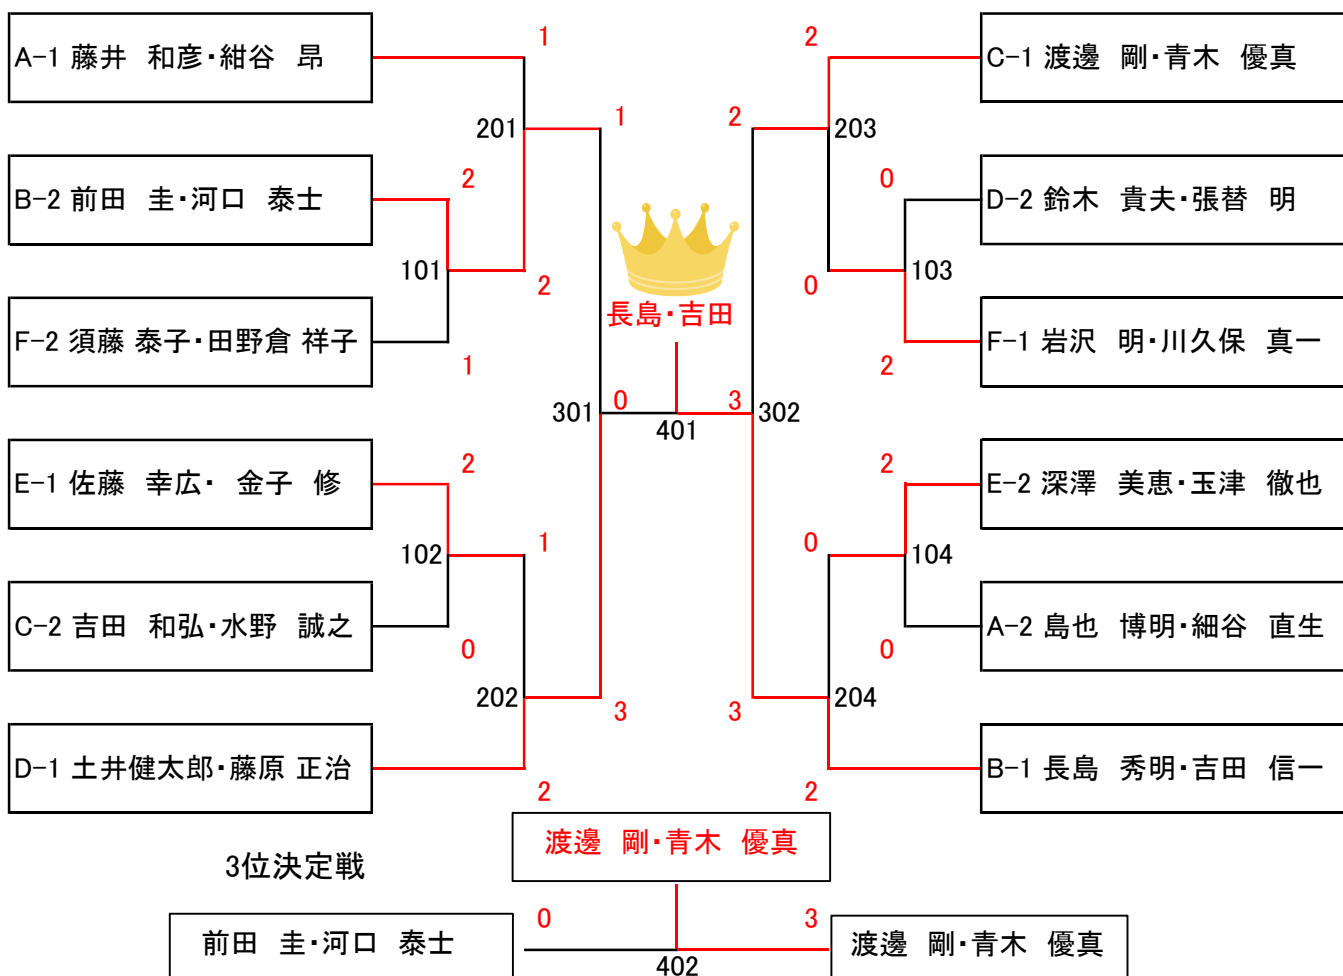 A-1 藤井　和彦・紺谷　昂
1
2
C-1 渡邊　剛・青木　優真
201
1
2
203
B-2 前田　圭・河口　泰士
2
0
D-2 鈴木　貴夫・張替　明
101
2
0
103
長島・吉田
F-2 須藤 泰子・田野倉 祥子
1
2
F-1 岩沢　明・川久保　真一
301
0
401
3
302
E-1 佐藤　幸広・ 金子　修
2
2
E-2 深澤　美恵・玉津　徹也
102
1
0
104
C-2 吉田　和弘・水野　誠之
0
0
A-2 島也　博明・細谷　直生
202
3
3
204
D-1 土井健太郎・藤原 正治
2
2
B-1 長島　秀明・吉田　信一
渡邊　剛・青木　優真
3位決定戦
0
3
前田　圭・河口　泰士
402
渡邊　剛・青木　優真